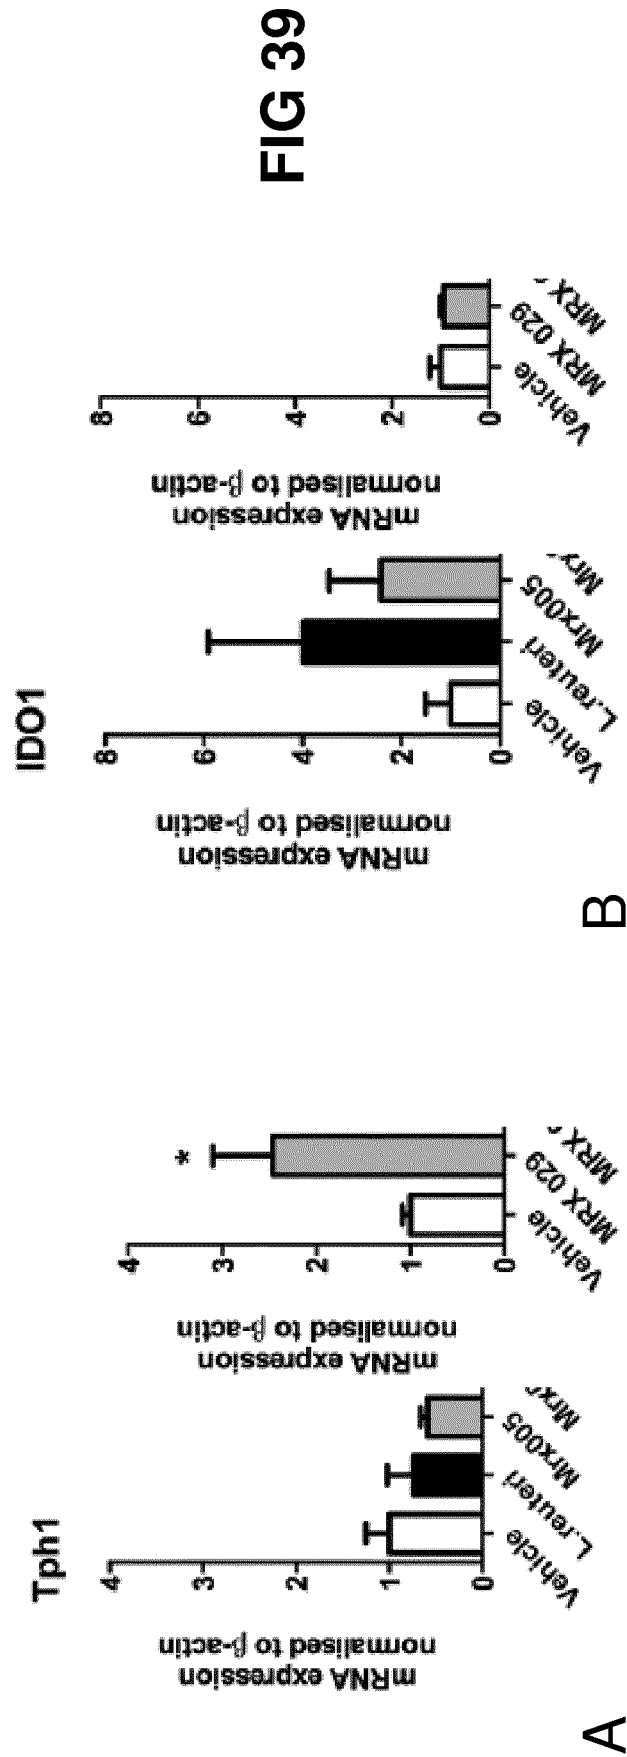 FIG 39
A
Tph1
mRNA expression
normalised to β-actin
4
3
2
1
0
Vehicle
L.reuteri
Mrx005
mRNA expression
normalised to β-actin
4
3
2
1
0
*
Vehicle
MRX 029
MRX
B
IDO1
mRNA expression
normalised to β-actin
8
6
4
2
0
Vehicle
L.reuteri
Mrx005
mRNA expression
normalised to β-actin
8
6
4
2
0
Vehicle
MRX 029
MRX